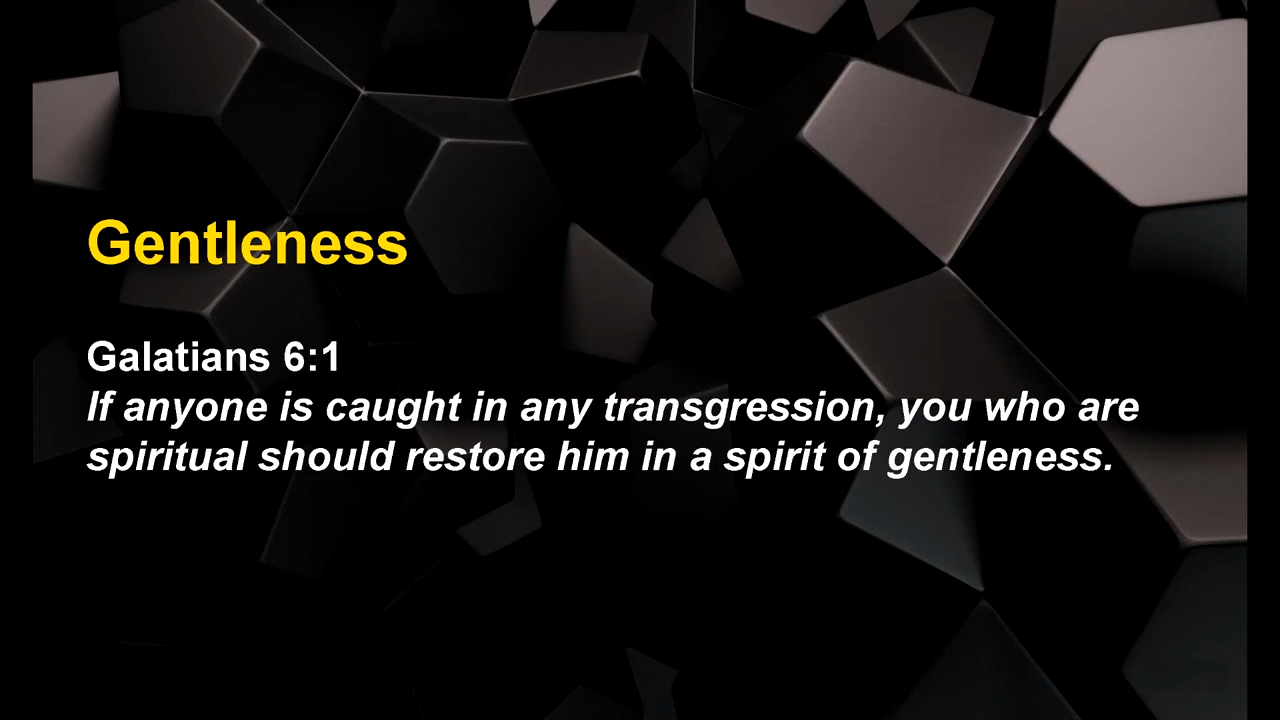 Gentleness
Galatians 6:1
If anyone is caught in any transgression, you who are
spiritual should restore him in a spirit of gentleness.